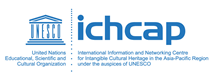 UNESCO
ichcap
United Nations
Educational, Scientific and
Cultural Organization
International Information and Networking Centre
for Intangible Cultural Heritage in the Asia-Pacific Region
under the auspices of UNESCO